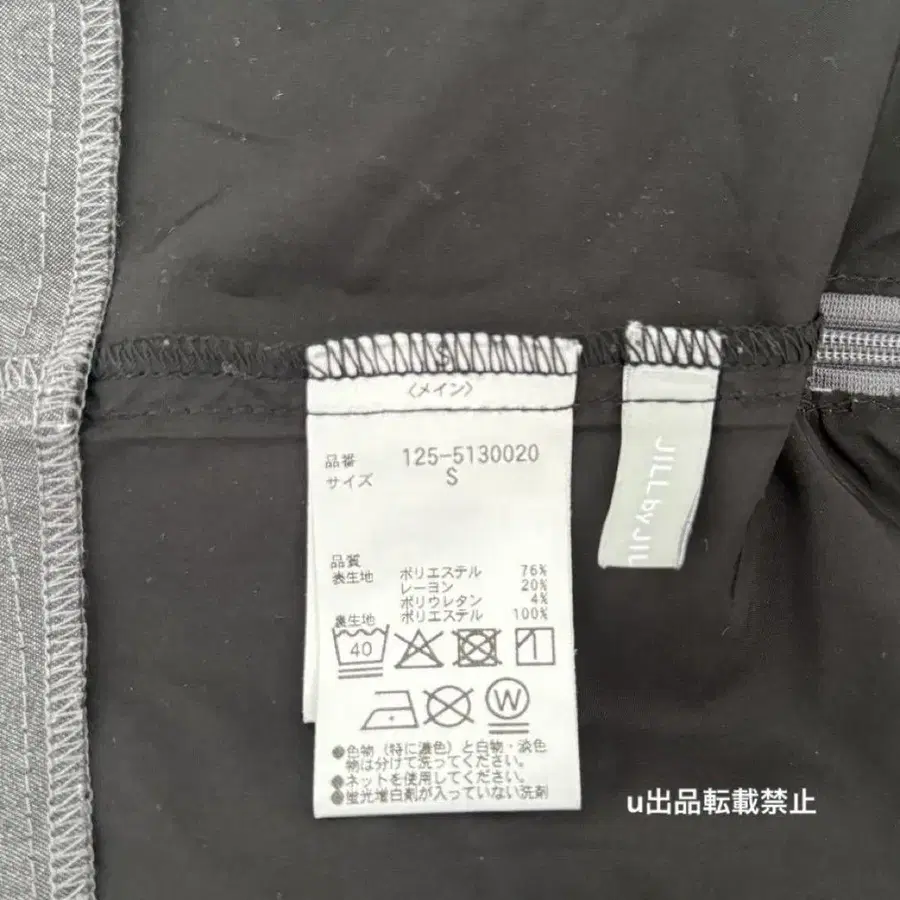 S
〈メイン〉
品番 125-5130020
サイズ S
品質
表生地 ポリエステル 76%
レーヨン 20%
ポリウレタン 4%
裏生地 ポリエステル 100%
40
W
●色物（特に濃色）と白物・淡色
物は分けて洗ってください。
●ネットを使用してください。
●蛍光増白剤が入っていない洗剤
JILL by JIL
u出品転載禁止